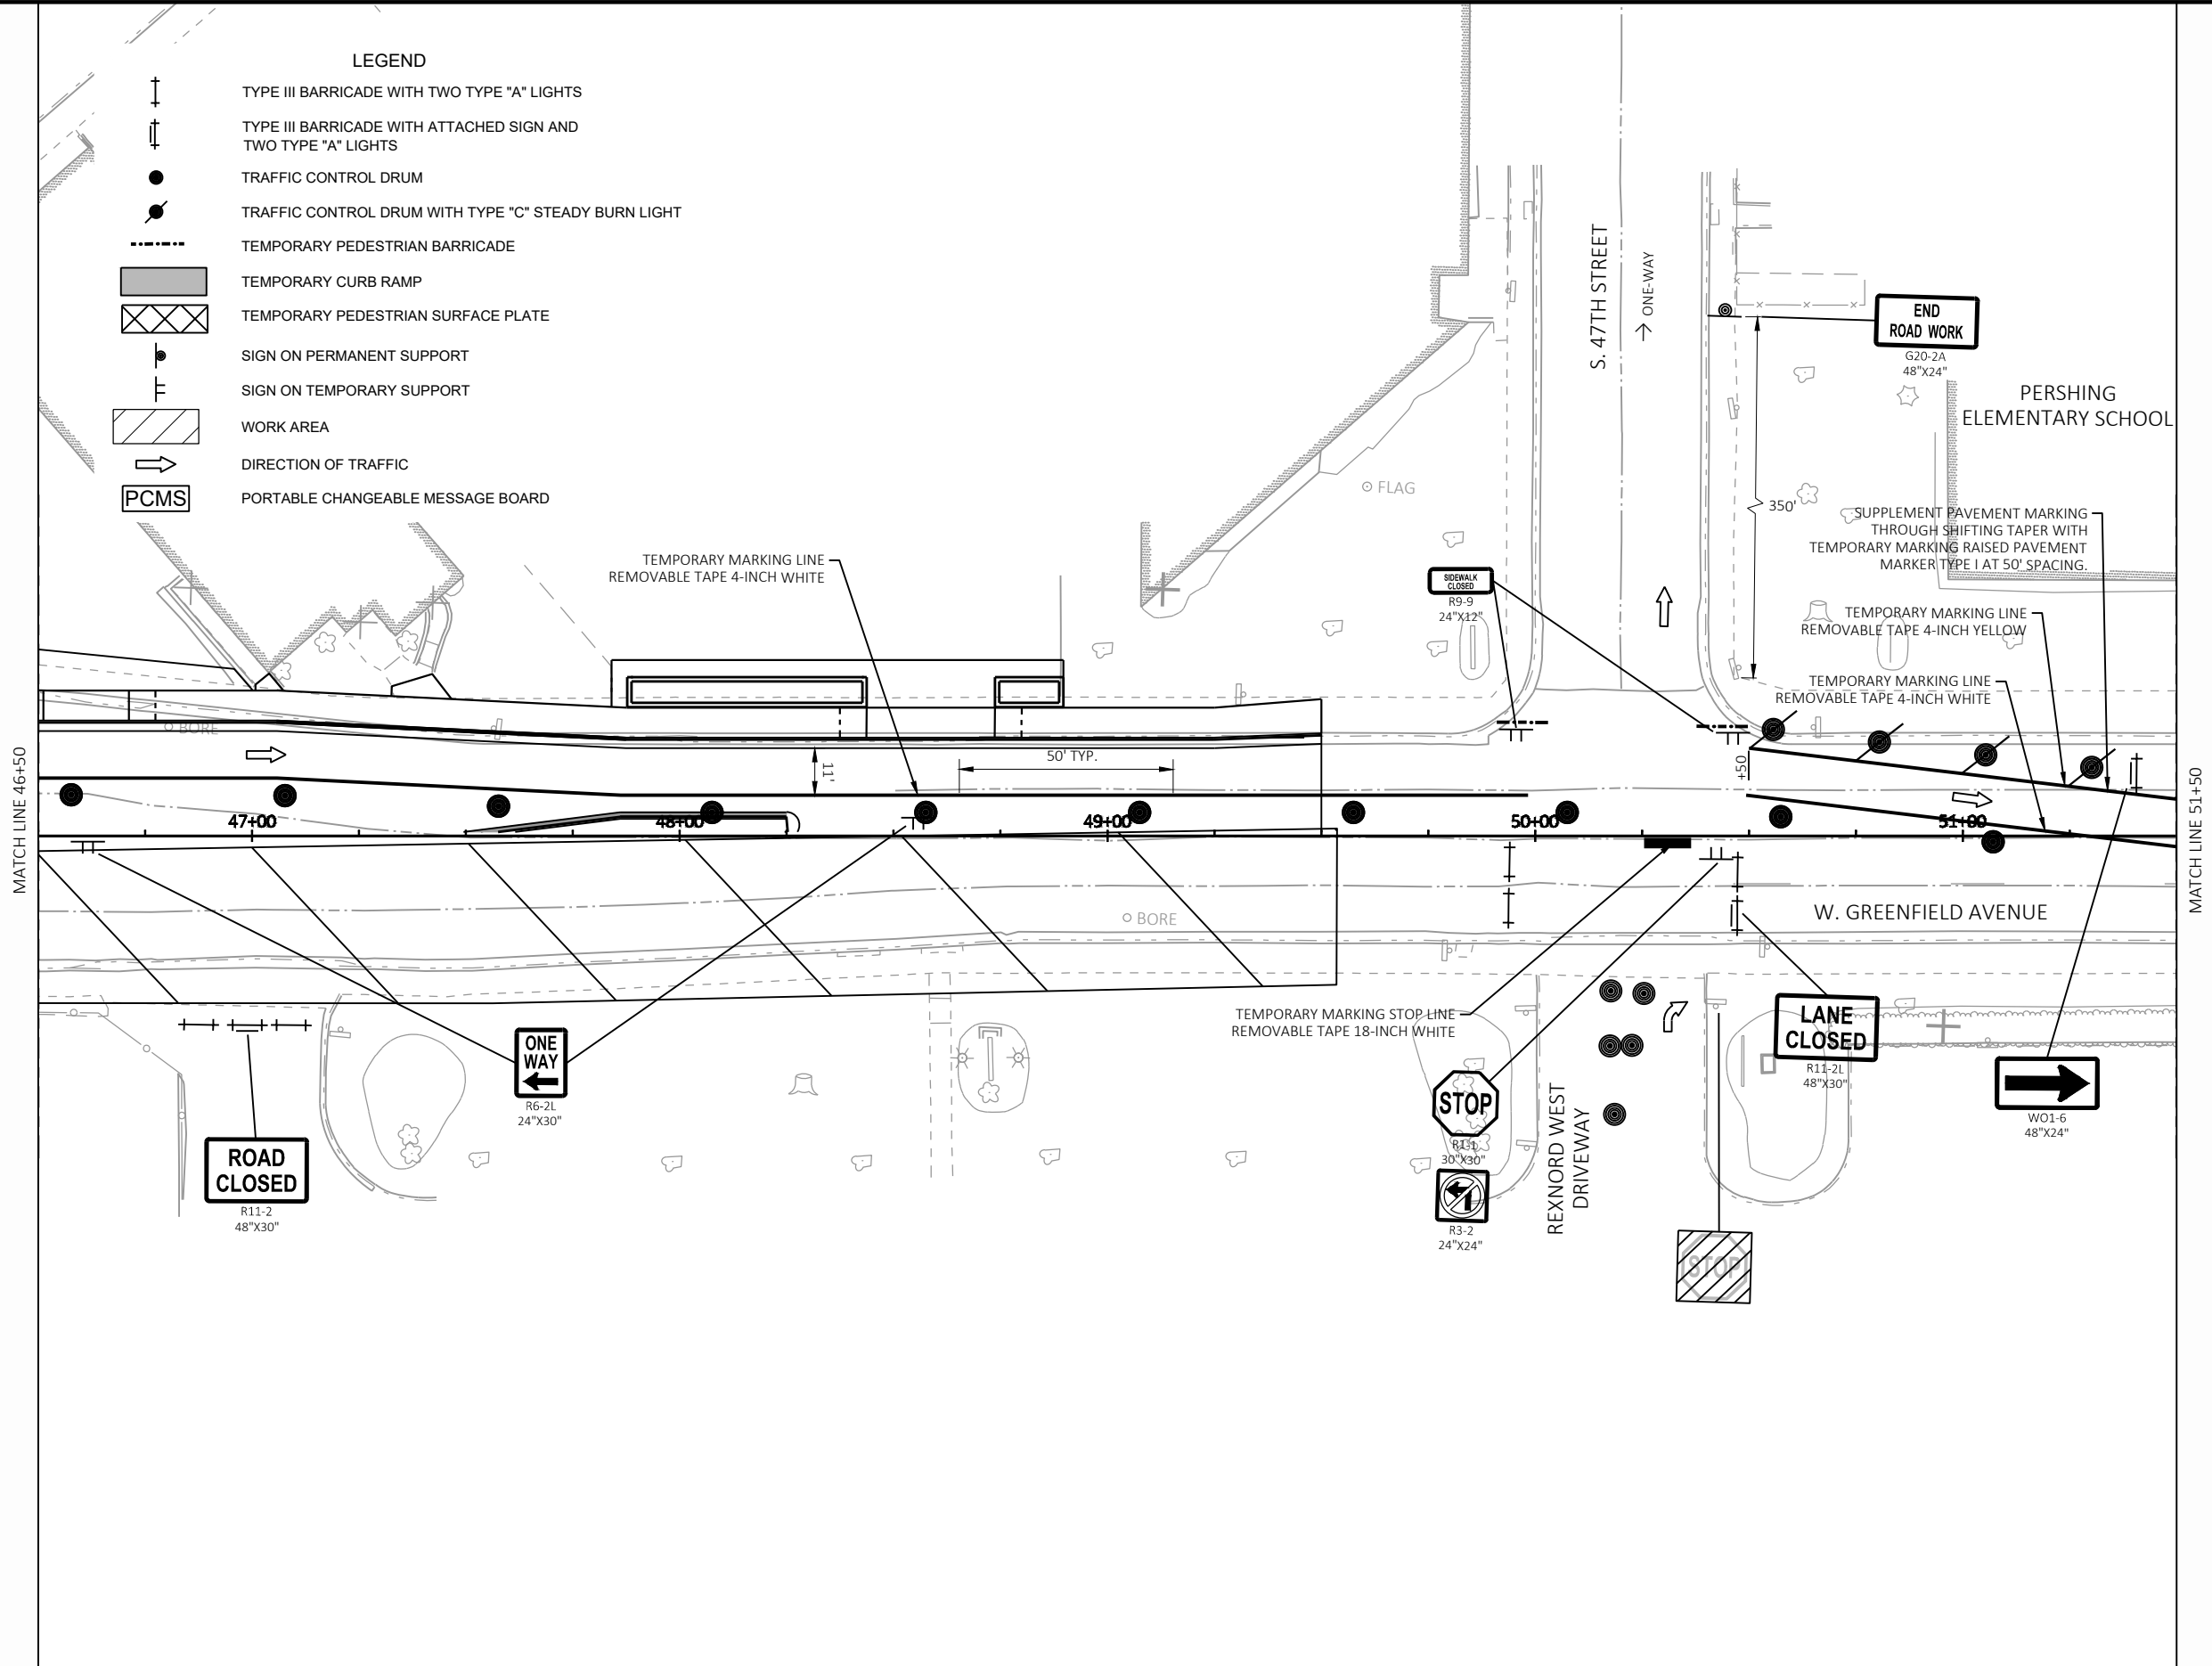 LEGEND
TYPE III BARRICADE WITH TWO TYPE "A" LIGHTS
TYPE III BARRICADE WITH ATTACHED SIGN AND
TWO TYPE "A" LIGHTS
TRAFFIC CONTROL DRUM
TRAFFIC CONTROL DRUM WITH TYPE "C" STEADY BURN LIGHT
TEMPORARY PEDESTRIAN BARRICADE
TEMPORARY CURB RAMP
TEMPORARY PEDESTRIAN SURFACE PLATE
SIGN ON PERMANENT SUPPORT
SIGN ON TEMPORARY SUPPORT
WORK AREA
DIRECTION OF TRAFFIC
PCMS PORTABLE CHANGEABLE MESSAGE BOARD
S. 47TH STREET
ONE-WAY
END
ROAD WORK
G20-2A
48"X24"
PERSHING
ELEMENTARY SCHOOL
FLAG
350'
SUPPLEMENT PAVEMENT MARKING
THROUGH SHIFTING TAPER WITH
TEMPORARY MARKING RAISED PAVEMENT
MARKER TYPE I AT 50' SPACING.
TEMPORARY MARKING LINE
REMOVABLE TAPE 4-INCH WHITE
SIDEWALK
CLOSED
R9-9
24"X12"
TEMPORARY MARKING LINE
REMOVABLE TAPE 4-INCH YELLOW
TEMPORARY MARKING LINE
REMOVABLE TAPE 4-INCH WHITE
BORE
11'
50' TYP.
+50
MATCH LINE 46+50
47+00
48+00
49+00
50+00
51+00
MATCH LINE 51+50
BORE
W. GREENFIELD AVENUE
TEMPORARY MARKING STOP LINE
REMOVABLE TAPE 18-INCH WHITE
ONE
WAY
R6-2L
24"X30"
LANE
CLOSED
R11-2L
48"X30"
WO1-6
48"X24"
ROAD
CLOSED
R11-2
48"X30"
STOP
R1-1
30"X30"
R3-2
24"X24"
REXNORD WEST
DRIVEWAY
STOP